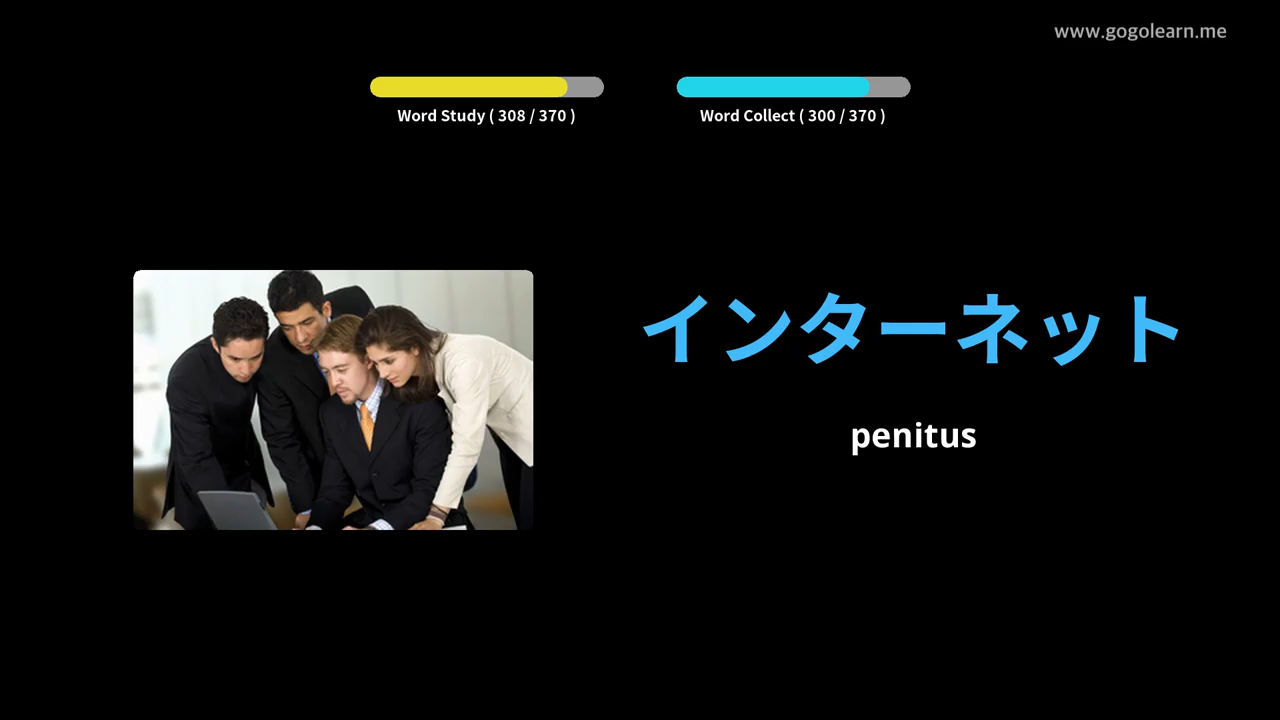 www.gogolearn.me
Word Study ( 308 / 370 )
Word Collect ( 300 / 370 )
インターネット
penitus